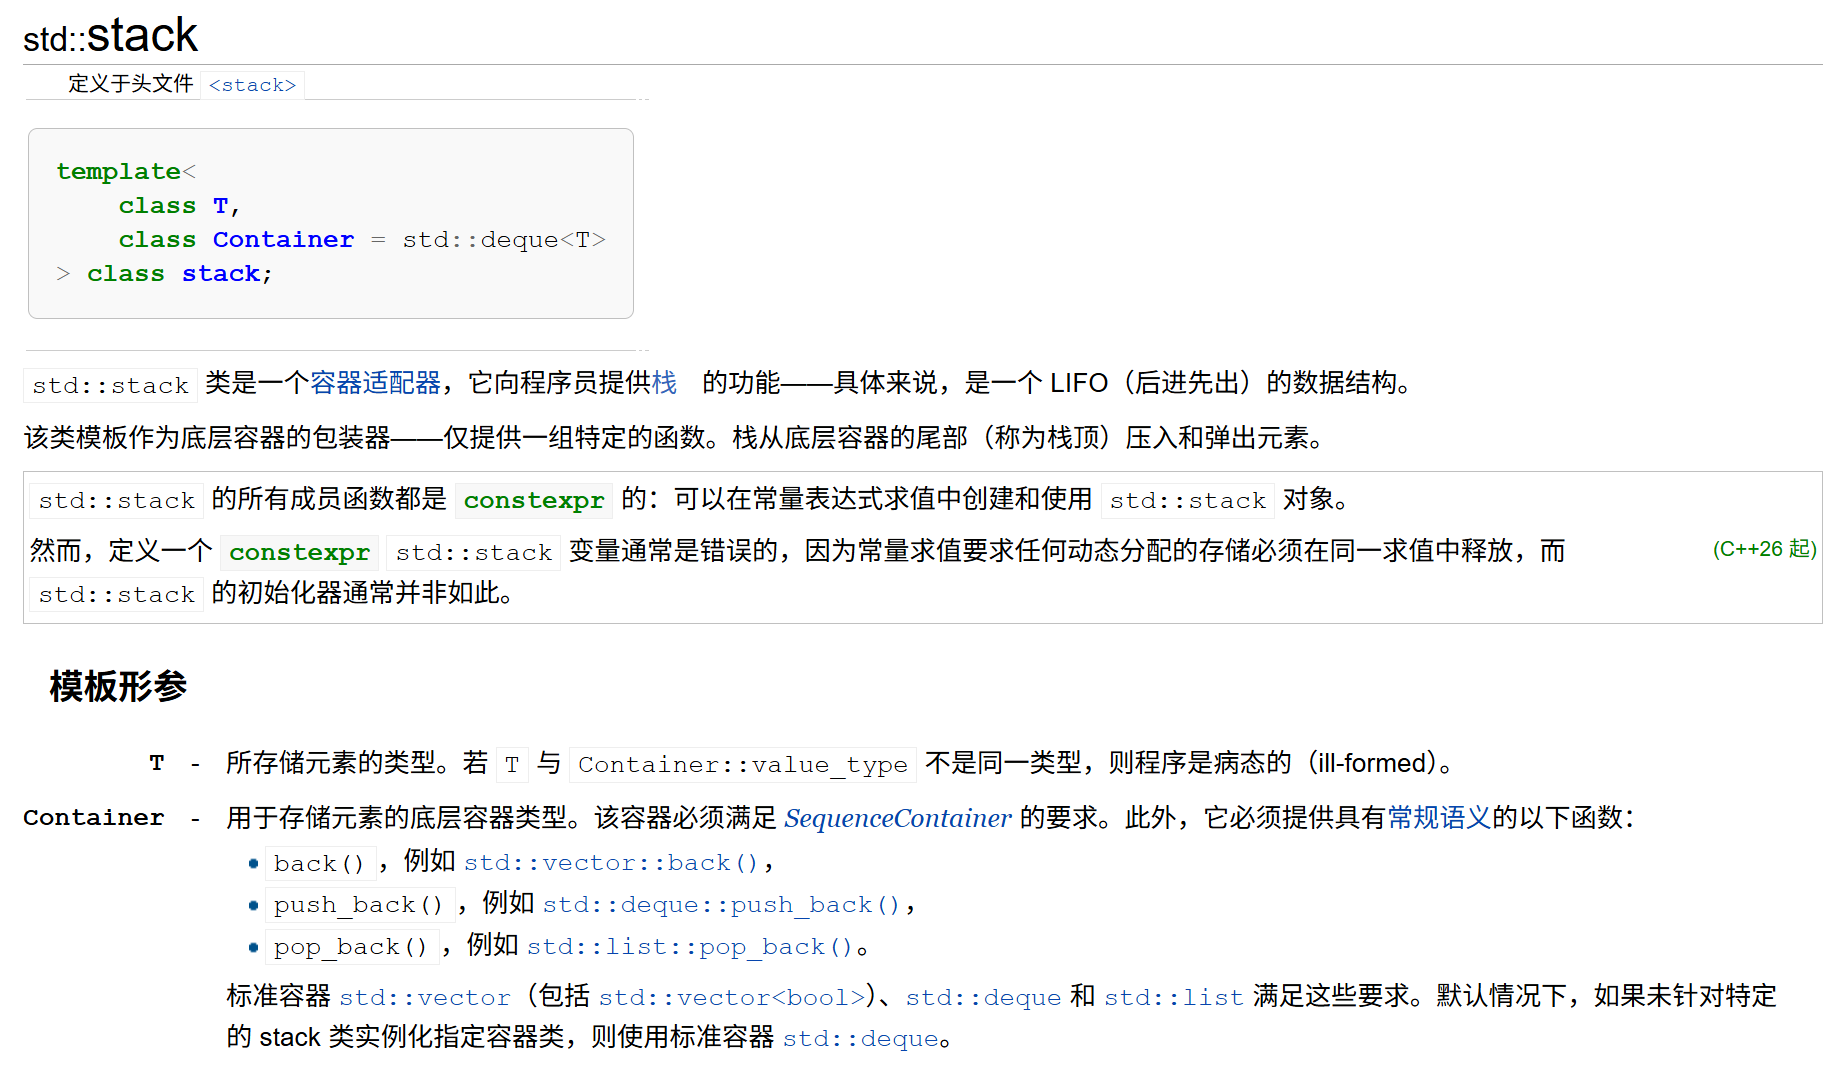 std::stack
定义于头文件 <stack>
template<
    class T,
    class Container = std::deque<T>
> class stack;
std::stack 类是一个容器适配器，它向程序员提供栈 的功能——具体来说，是一个 LIFO（后进先出）的数据结构。
该类模板作为底层容器的包装器——仅提供一组特定的函数。栈从底层容器的尾部（称为栈顶）压入和弹出元素。
std::stack 的所有成员函数都是 constexpr 的：可以在常量表达式求值中创建和使用 std::stack 对象。
然而，定义一个 constexpr std::stack 变量通常是错误的，因为常量求值要求任何动态分配的存储必须在同一求值中释放，而
(C++26 起)
std::stack 的初始化器通常并非如此。
模板形参
T - 所存储元素的类型。若 T 与 Container::value_type 不是同一类型，则程序是病态的（ill-formed）。
Container - 用于存储元素的底层容器类型。该容器必须满足 SequenceContainer 的要求。此外，它必须提供具有常规语义的以下函数：
• back()，例如 std::vector::back()，
• push_back()，例如 std::deque::push_back()，
• pop_back()，例如 std::list::pop_back()。
标准容器 std::vector（包括 std::vector<bool>）、std::deque 和 std::list 满足这些要求。默认情况下，如果未针对特定
的 stack 类实例化指定容器类，则使用标准容器 std::deque。